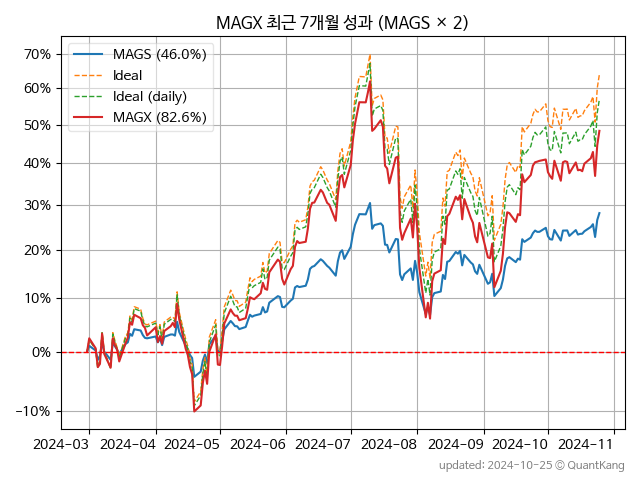 MAGX 최근 7개월 성과 (MAGS × 2)
MAGS (46.0%)
Ideal
Ideal (daily)
MAGX (82.6%)
70%
60%
50%
40%
30%
20%
10%
0%
−10%
2024-03 2024-04 2024-05 2024-06 2024-07 2024-08 2024-09 2024-10 2024-11
updated: 2024-10-25 © QuantKang